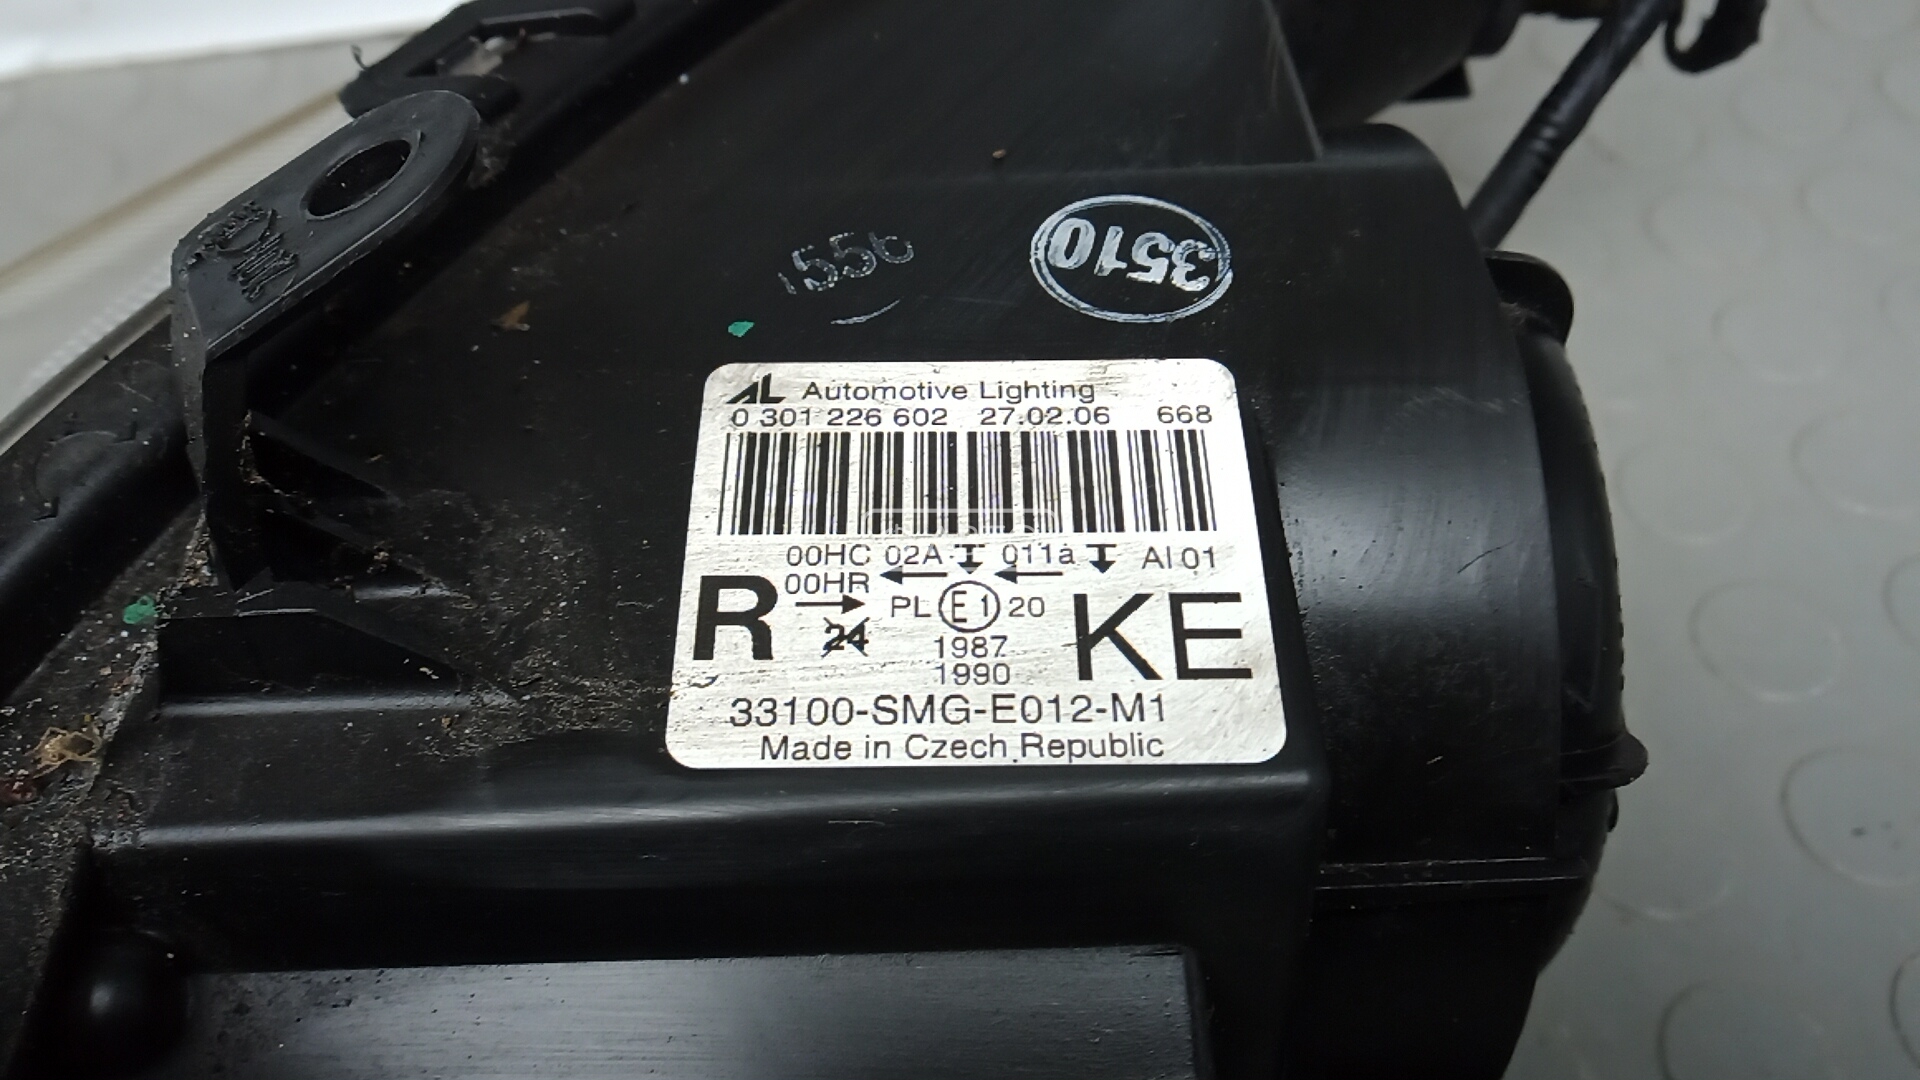 1556
3510
AL Automotive Lighting
0 301 226 602 27.02.06 668
00HC 02A 011a AI 01
00HR
R PL E1 20 KE
24
1987
1990
33100-SMG-E012-M1
Made in Czech Republic